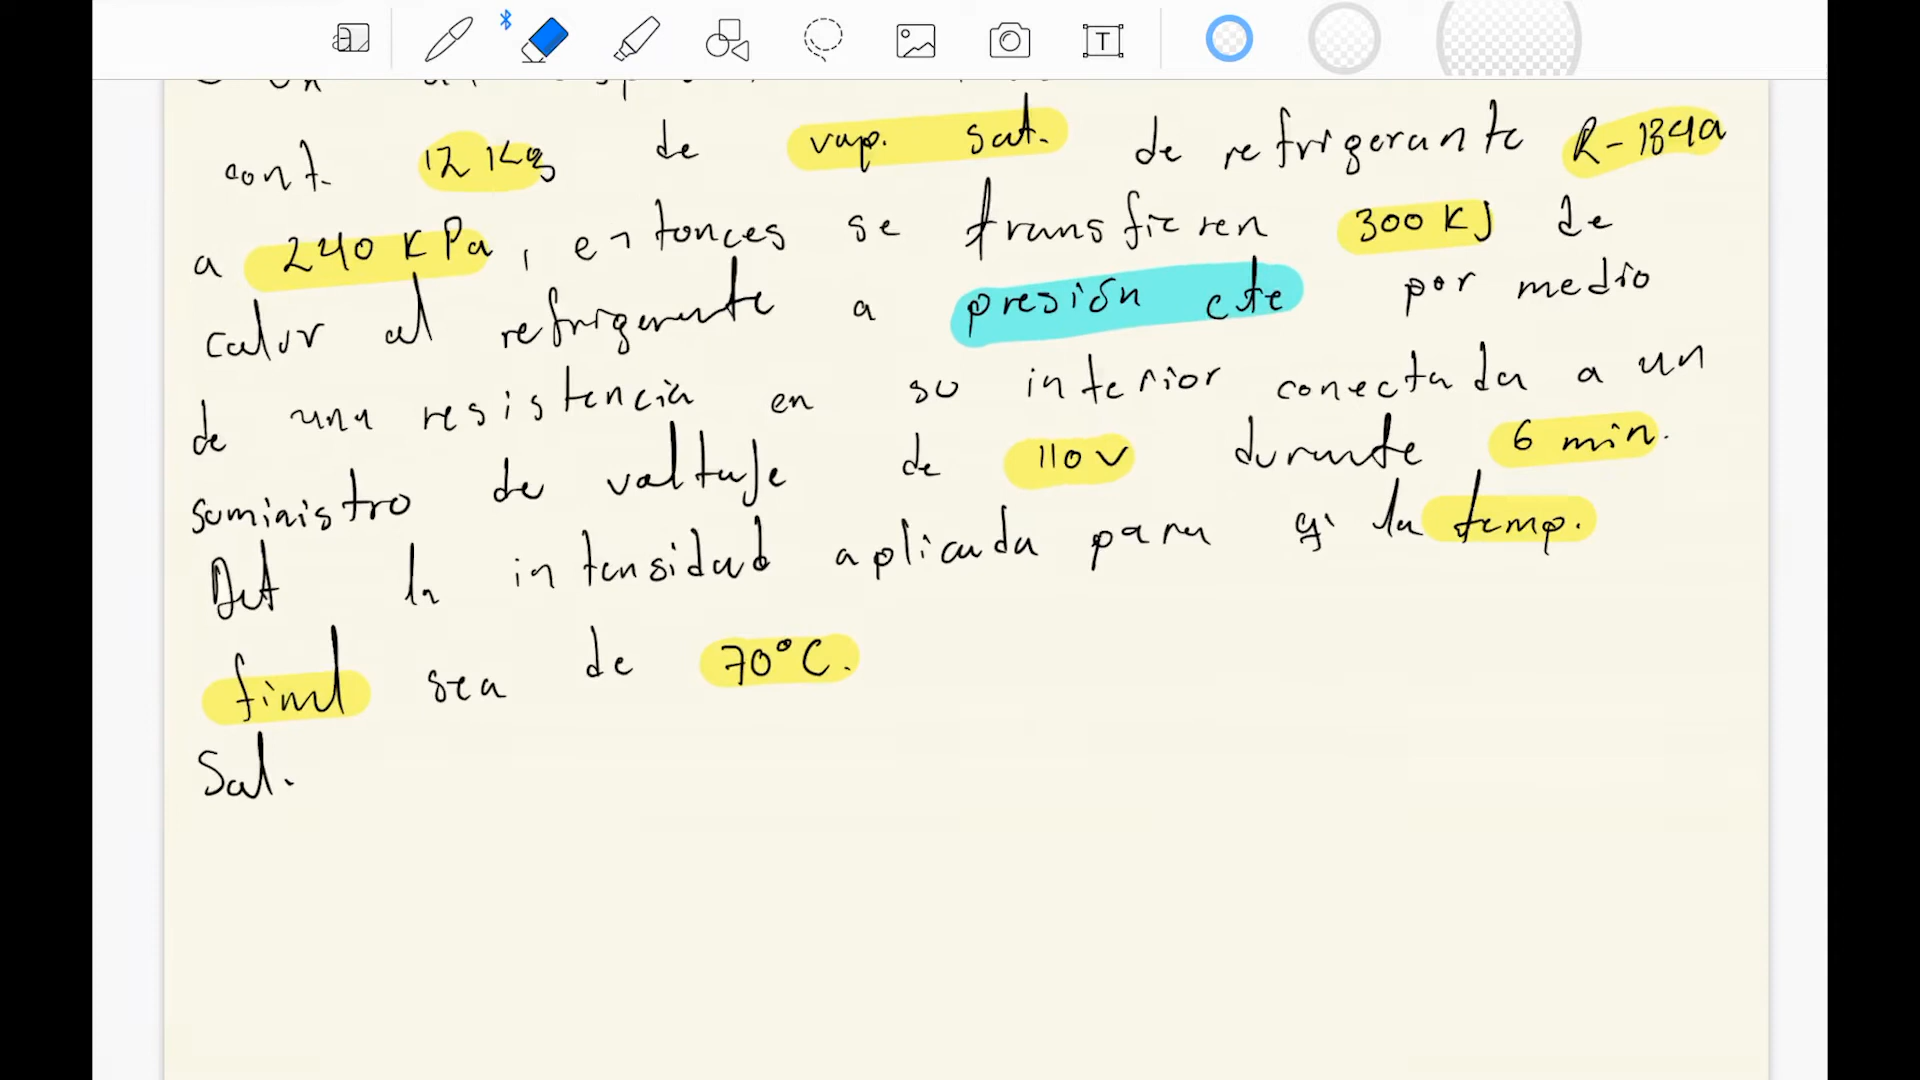 cont. 12 Kg de vap. sat. de refrigerante R-134a
a 240 KPa, entonces se transfieren 300 KJ de
calor al refrigerante a presión cte por medio
de una resistencia en su interior conectada a un
suministro de voltaje de 110V durante 6 min.
Det la intensidad aplicada para q' la temp.
final sea de 70°C.
Sol.